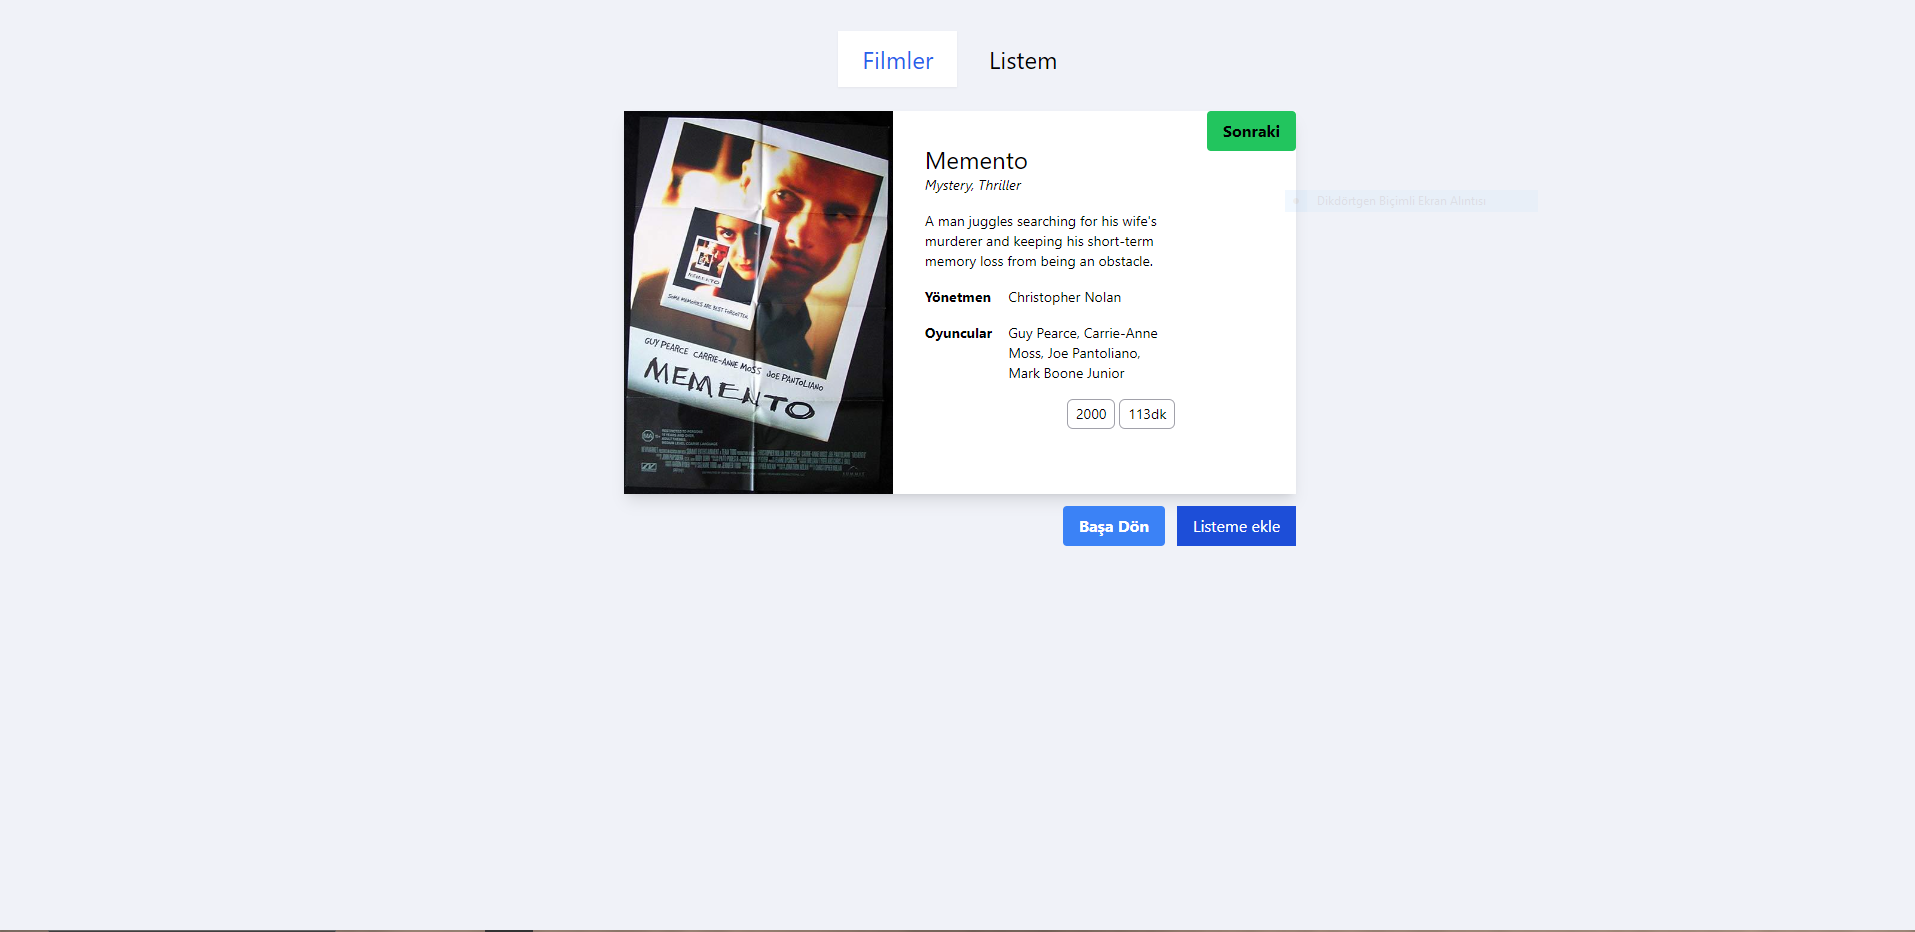 Filmler
Listem
Sonraki
Memento
Mystery, Thriller
A man juggles searching for his wife's
murderer and keeping his short-term
memory loss from being an obstacle.
Yönetmen Christopher Nolan
Oyuncular Guy Pearce, Carrie-Anne
Moss, Joe Pantoliano,
Mark Boone Junior
2000 113dk
Başa Dön
Listeme ekle
Dikdörtgen Biçimli Ekran Alıntısı
MEMENTO
SOME MEMORIES ARE BEST FORGOTTEN
GUY PEARCE CARRIE-ANNE MOSS JOE PANTOLIANO
MEMENTO